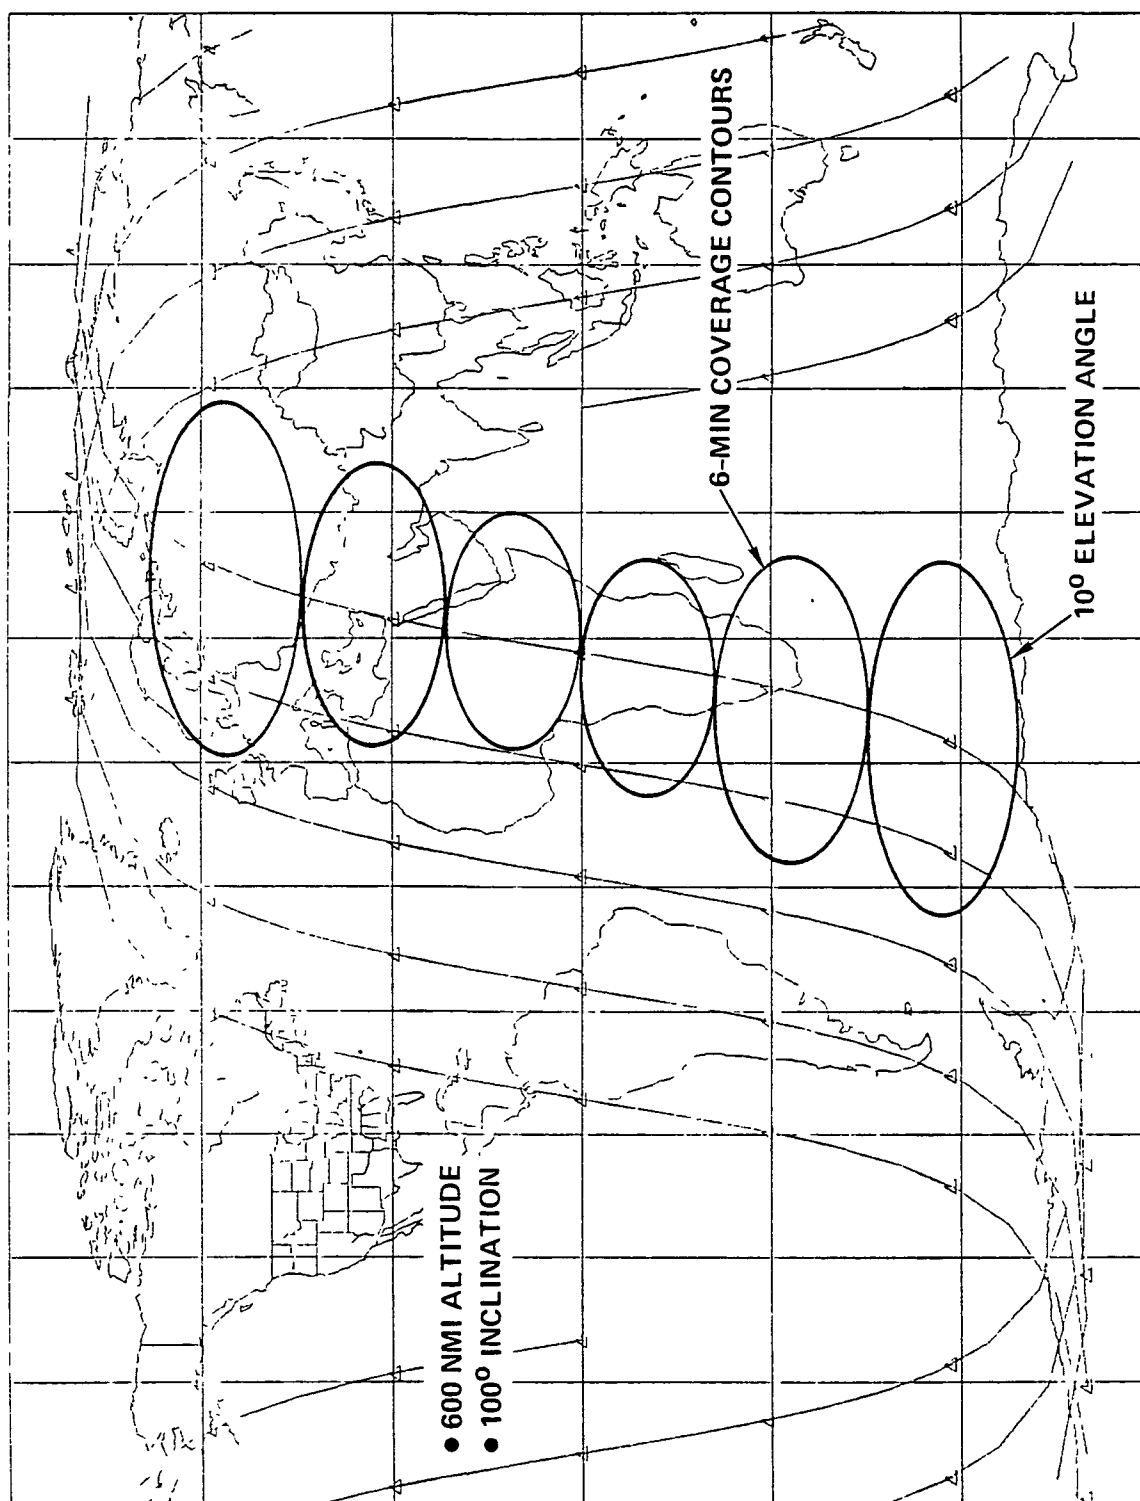 • 600 NMI ALTITUDE
• 100° INCLINATION
6-MIN COVERAGE CONTOURS
10° ELEVATION ANGLE